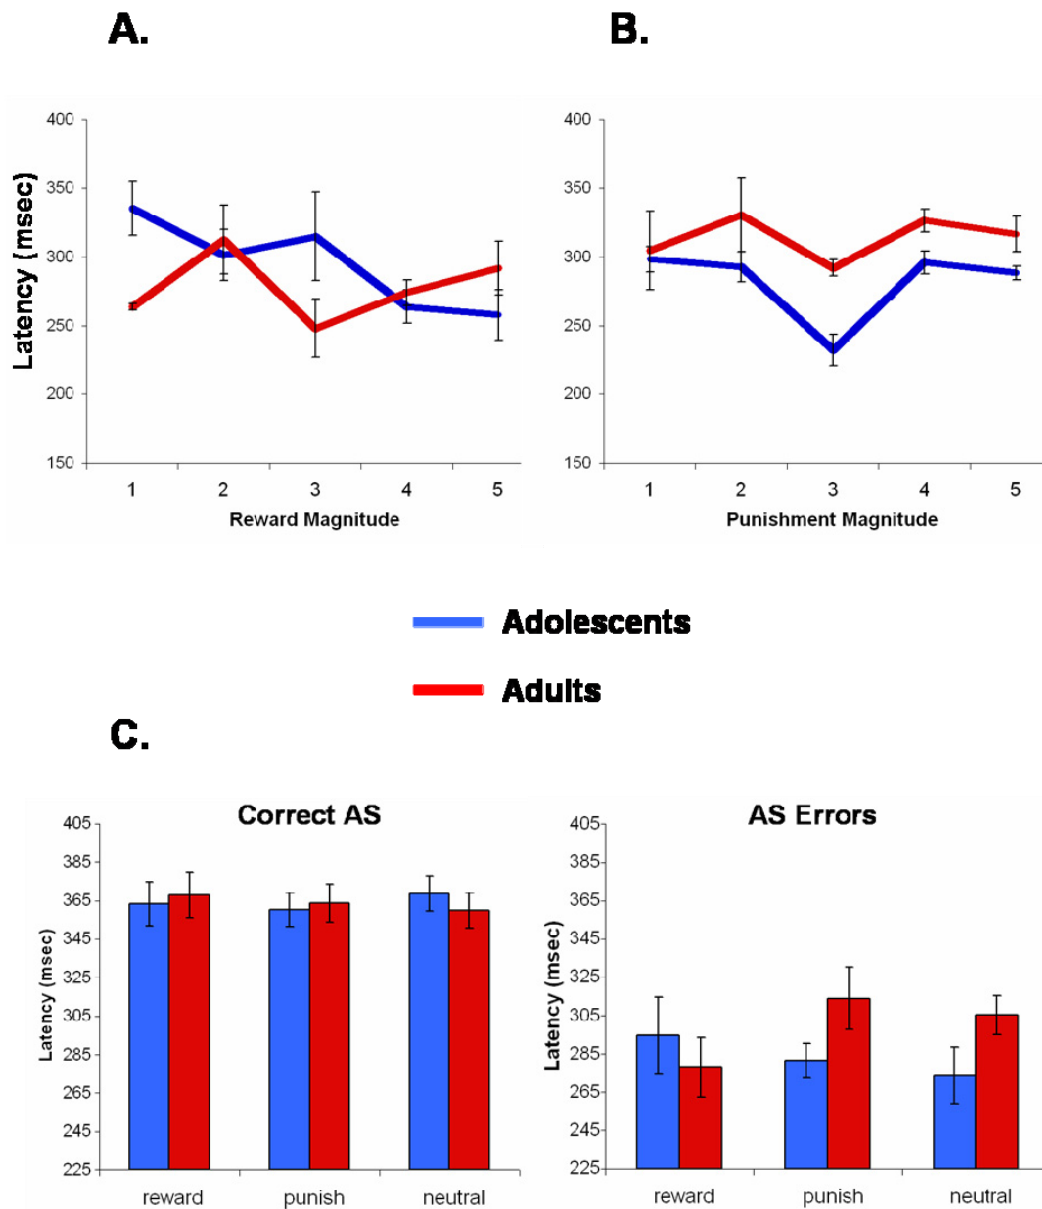 A.
B.
400
350
300
250
200
150
Latency (msec)
1 2 3 4 5
Reward Magnitude
400
350
300
250
200
150
1 2 3 4 5
Punishment Magnitude
Adolescents
Adults
C.
Correct AS
405
385
365
345
325
305
285
265
245
225
Latency (msec)
reward punish neutral
AS Errors
405
385
365
345
325
305
285
265
245
225
Latency (msec)
reward punish neutral